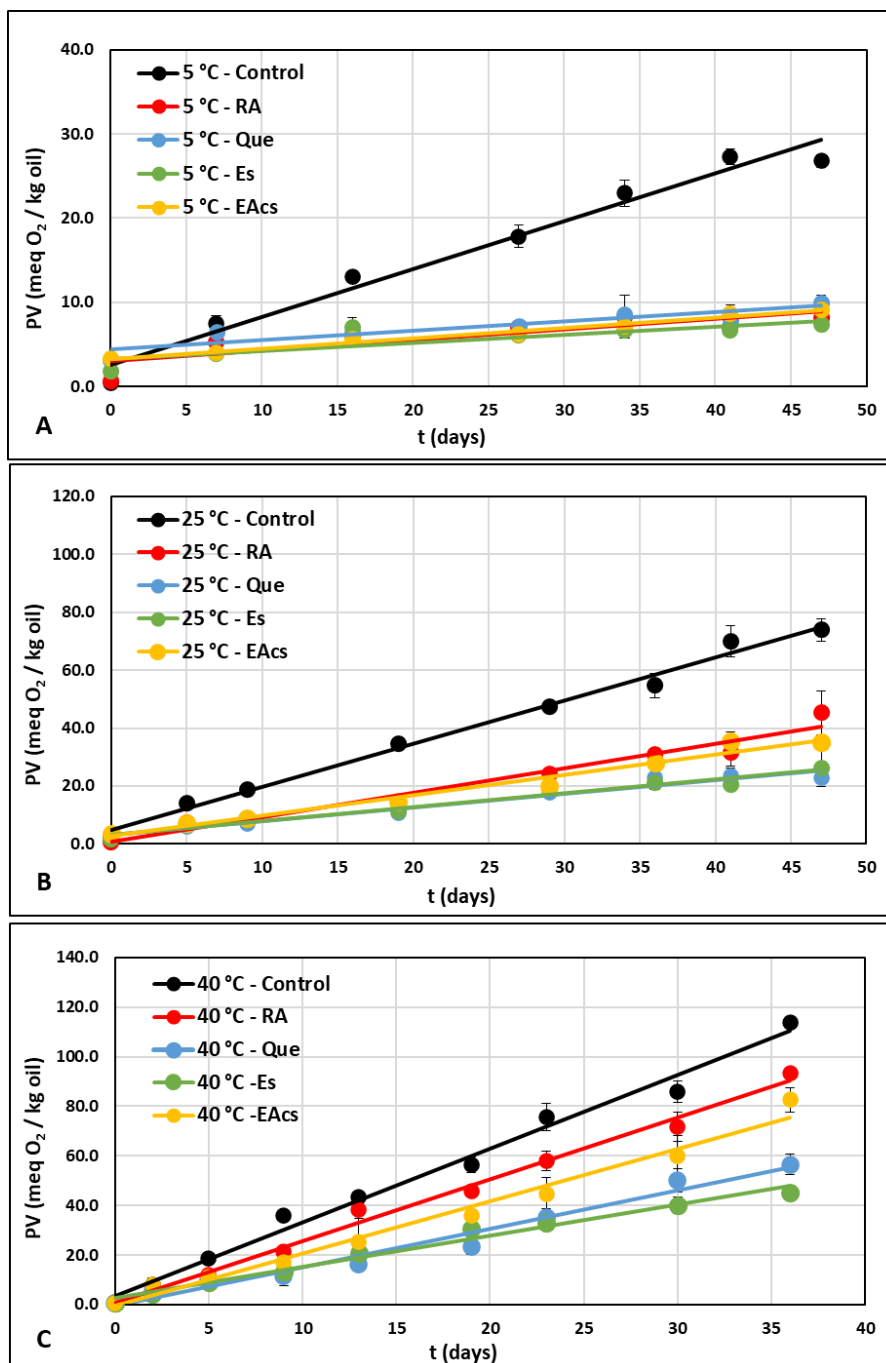 40.0
30.0
20.0
10.0
0.0
PV (meq O₂ / kg oil)
5 °C - Control
5 °C - RA
5 °C - Que
5 °C - Es
5 °C - EAcs
0 5 10 15 20 25 30 35 40 45 50
t (days)
A
120.0
100.0
80.0
60.0
40.0
20.0
0.0
PV (meq O₂ / kg oil)
25 °C - Control
25 °C - RA
25 °C - Que
25 °C - Es
25 °C - EAcs
0 5 10 15 20 25 30 35 40 45 50
t (days)
B
140.0
120.0
100.0
80.0
60.0
40.0
20.0
0.0
PV (meq O₂ / kg oil)
40 °C - Control
40 °C - RA
40 °C - Que
40 °C -Es
40 °C -EAcs
0 5 10 15 20 25 30 35 40
t (days)
C